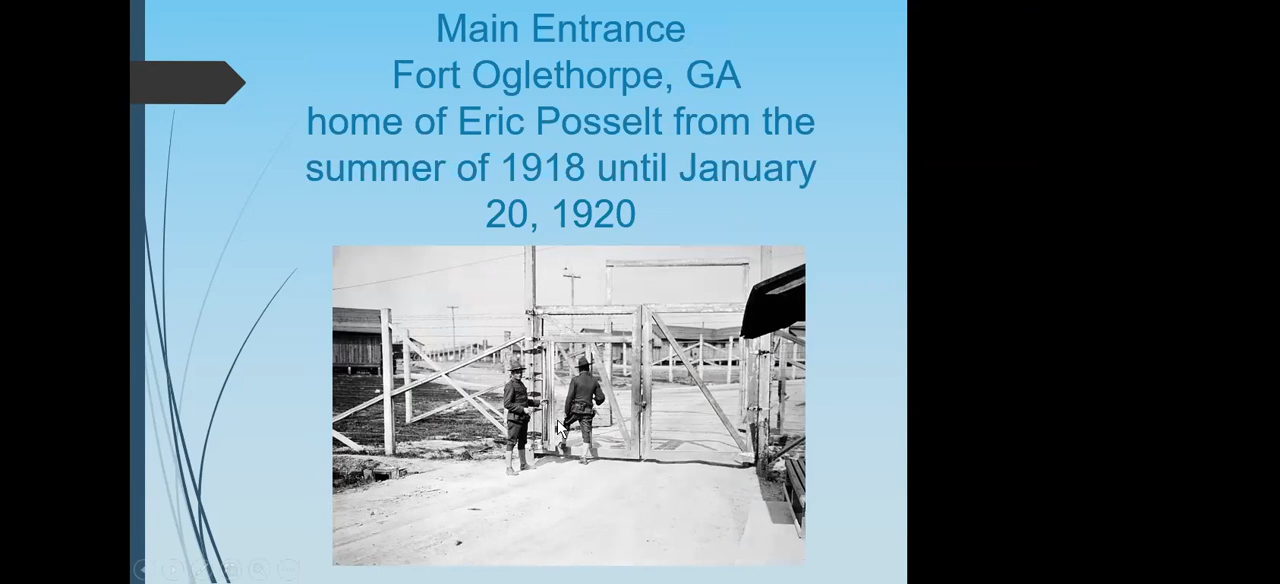 Main Entrance
Fort Oglethorpe, GA
home of Eric Posselt from the
summer of 1918 until January
20, 1920